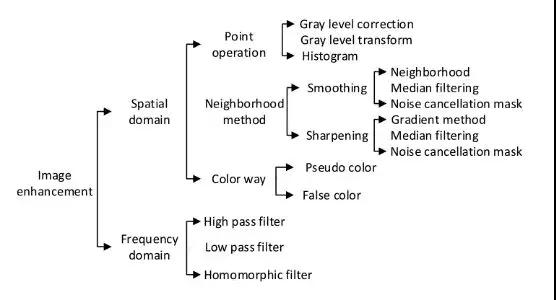 Image
enhancement
Spatial
domain
Point
operation
Gray level correction
Gray level transform
Histogram
Neighborhood
method
Smoothing
Neighborhood
Median filtering
Noise cancellation mask
Sharpening
Gradient method
Median filtering
Noise cancellation mask
Color way
Pseudo color
False color
Frequency
domain
High pass filter
Low pass filter
Homomorphic filter